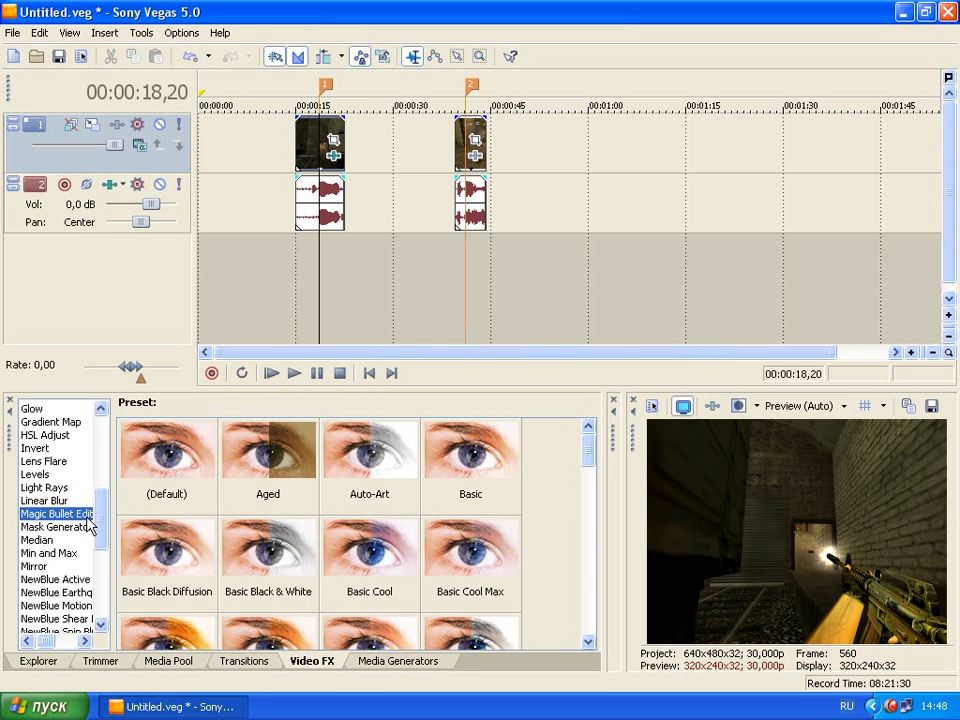 Untitled.veg * - Sony Vegas 5.0
File Edit View Insert Tools Options Help
00:00:18,20
1 2
00:00:00 00:00:15 00:00:30 00:00:45 00:01:00 00:01:15 00:01:30 00:01:45
1
2
Vol: 0,0 dB
Pan: Center
Rate: 0,00
00:00:18,20
Glow
Gradient Map
HSL Adjust
Invert
Lens Flare
Levels
Light Rays
Linear Blur
Magic Bullet Edit
Mask Generato
Median
Min and Max
Mirror
NewBlue Active
NewBlue Earthq
NewBlue Motion
NewBlue Shear
NewBlue Spin Bl
Preset:
(Default) Aged Auto-Art Basic
Basic Black Diffusion Basic Black & White Basic Cool Basic Cool Max
Explorer Trimmer Media Pool Transitions Video FX Media Generators
Preview (Auto)
Project: 640x480x32; 30,000p Frame: 560
Preview: 320x240x32; 30,000p Display: 320x240x32
Record Time: 08:21:30
пуск Untitled.veg * - Sony... RU 14:48